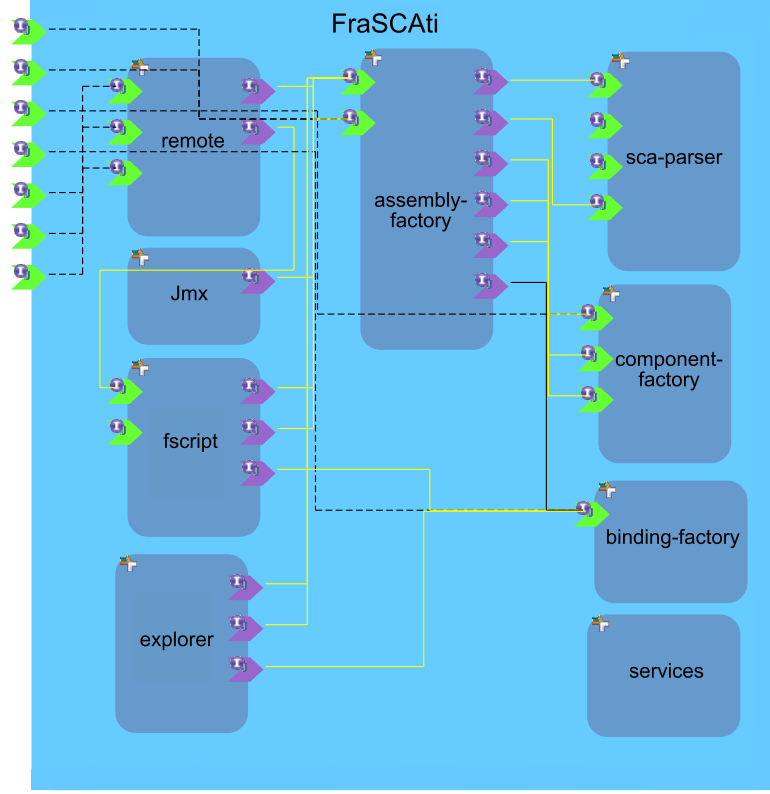 FraSCAti
remote
assembly-
factory
sca-parser
Jmx
component-
factory
fscript
binding-factory
explorer
services